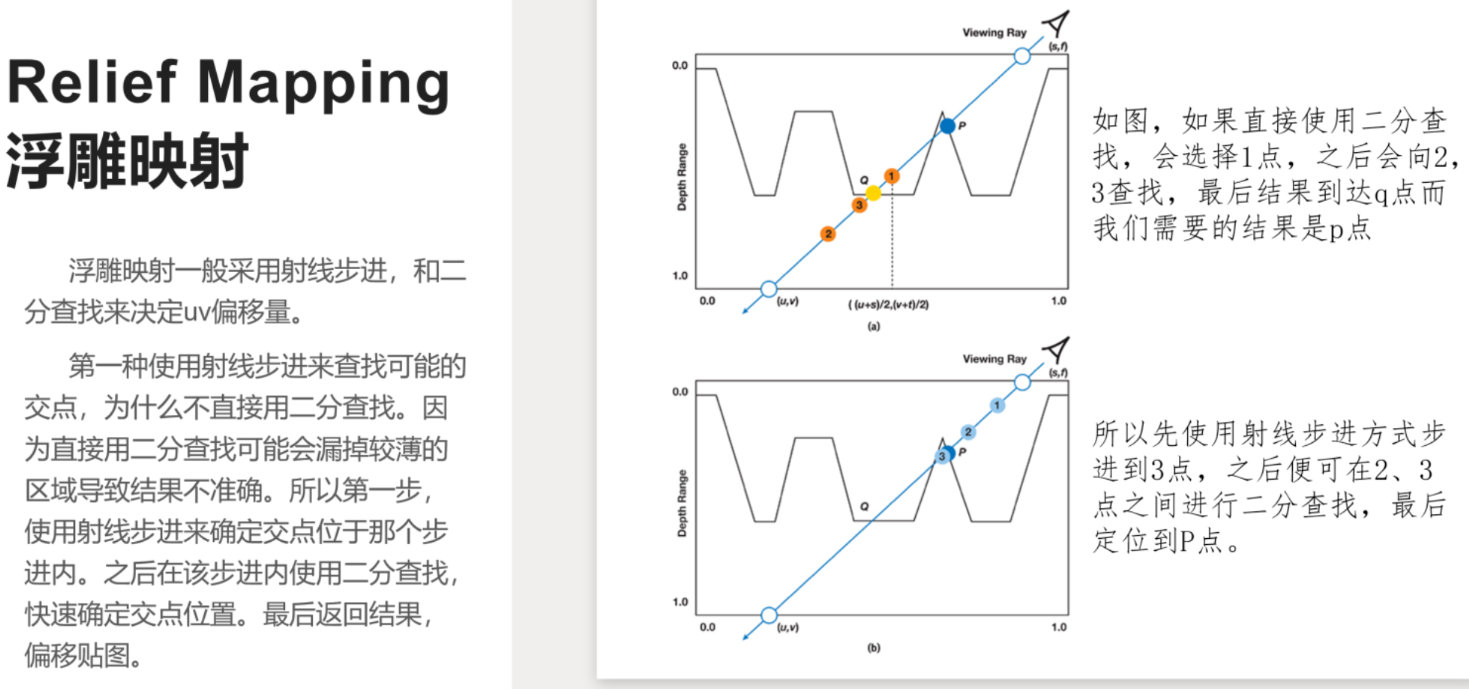 Relief Mapping
浮雕映射
浮雕映射一般采用射线步进，和二
分查找来决定uv偏移量。
第一种使用射线步进来查找可能的
交点，为什么不直接用二分查找。因
为直接用二分查找可能会漏掉较薄的
区域导致结果不准确。所以第一步，
使用射线步进来确定交点位于那个步
进内。之后在该步进内使用二分查找，
快速确定交点位置。最后返回结果，
偏移贴图。
Viewing Ray
(s,t)
0.0
P
Depth Range
Q
1
3
2
1.0
0.0
(u,v)
((u+s)/2,(v+t)/2)
1.0
(a)
如图，如果直接使用二分查
找，会选择1点，之后会向2，
3查找，最后结果到达q点而
我们需要的结果是p点
Viewing Ray
(s,t)
0.0
1
2
3
P
Depth Range
Q
1.0
0.0
(u,v)
1.0
(b)
所以先使用射线步进方式步
进到3点，之后便可在2、3
点之间进行二分查找，最后
定位到P点。